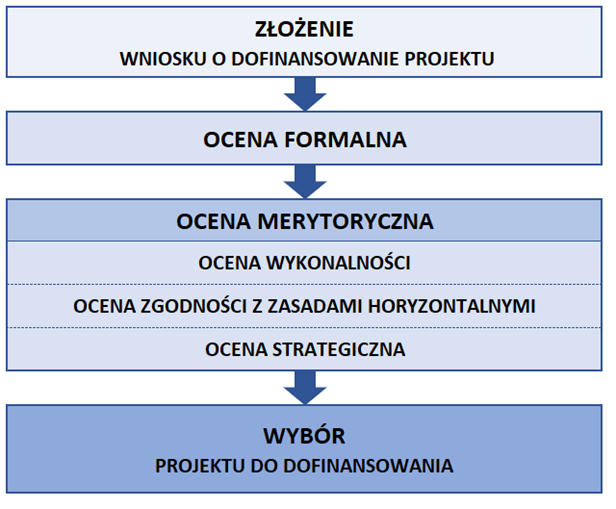 ZŁOŻENIE
WNIOSKU O DOFINANSOWANIE PROJEKTU
OCENA FORMALNA
OCENA MERYTORYCZNA
OCENA WYKONALNOŚCI
OCENA ZGODNOŚCI Z ZASADAMI HORYZONTALNYMI
OCENA STRATEGICZNA
WYBÓR
PROJEKTU DO DOFINANSOWANIA